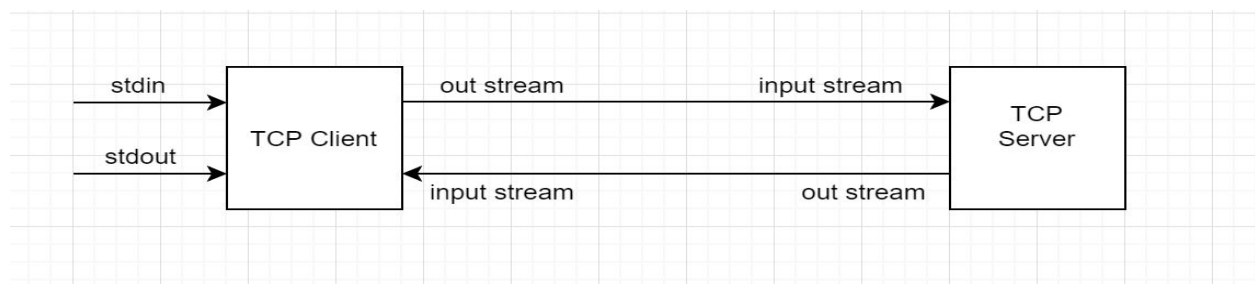 stdin
out stream
input stream
TCP
Server
TCP Client
stdout
input stream
out stream